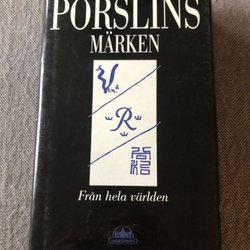 PORSLINS
MÄRKEN
R
Från hela världen